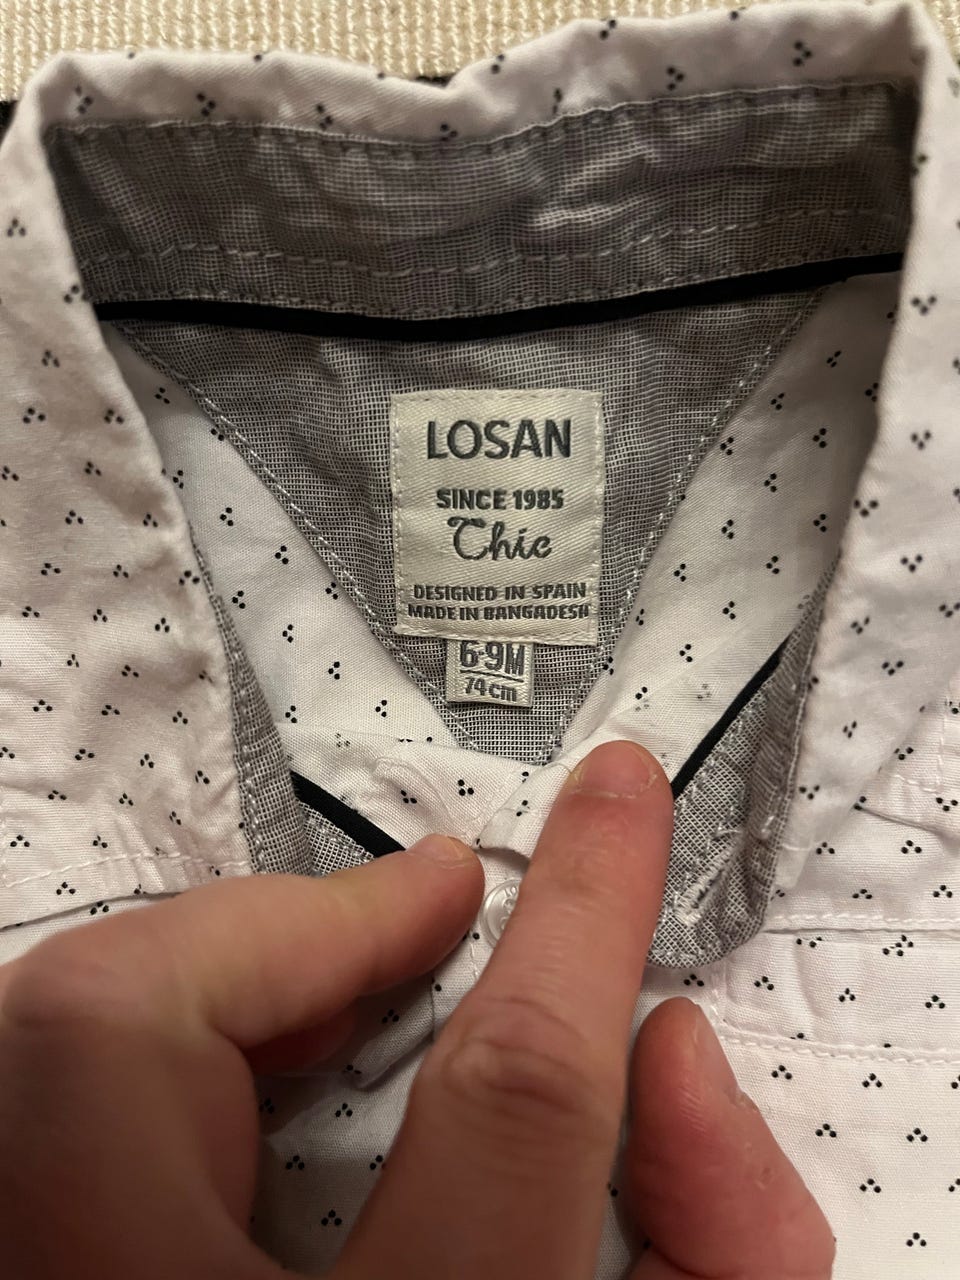 LOSAN
SINCE 1985
Chic
DESIGNED IN SPAIN
MADE IN BANGADESH
6-9M
74cm